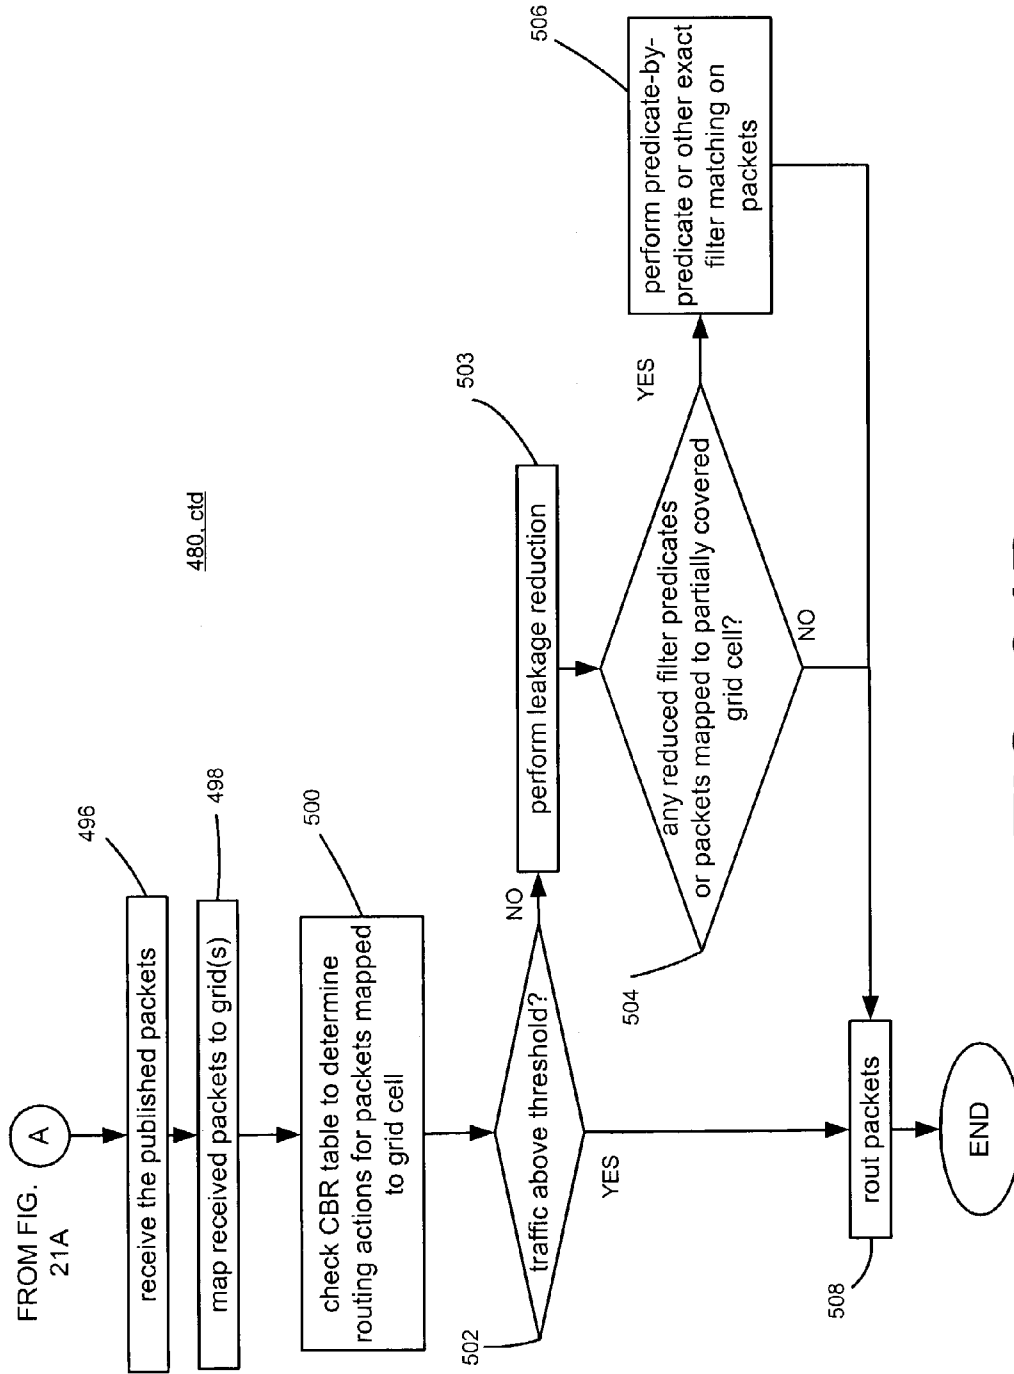 FROM FIG.
21A
A
496
receive the published packets
498
map received packets to grid(s)
480, ctd
500
check CBR table to determine
routing actions for packets mapped
to grid cell
502
traffic above threshold?
NO
YES
503
perform leakage reduction
504
any reduced filter predicates
or packets mapped to partially covered
grid cell?
YES
NO
506
perform predicate-by-
predicate or other exact
filter matching on
packets
508
rout packets
END